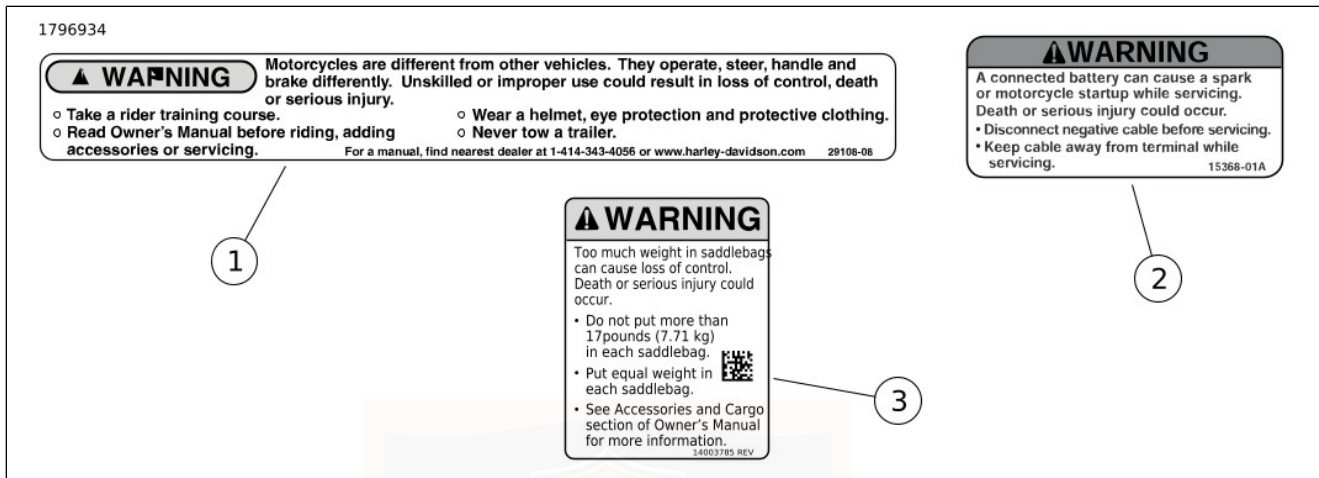 1796934
WARNING
Motorcycles are different from other vehicles. They operate, steer, handle and
brake differently. Unskilled or improper use could result in loss of control, death
or serious injury.
o Take a rider training course.
o Read Owner's Manual before riding, adding
accessories or servicing.
o Wear a helmet, eye protection and protective clothing.
o Never tow a trailer.
For a manual, find nearest dealer at 1-414-343-4056 or www.harley-davidson.com 29108-08
1
WARNING
A connected battery can cause a spark
or motorcycle startup while servicing.
Death or serious injury could occur.
• Disconnect negative cable before servicing.
• Keep cable away from terminal while
servicing.
15368-01A
2
WARNING
Too much weight in saddlebags
can cause loss of control.
Death or serious injury could
occur.
• Do not put more than
17pounds (7.71 kg)
in each saddlebag.
• Put equal weight in
each saddlebag.
• See Accessories and Cargo
section of Owner's Manual
for more information.
14003785 REV
3